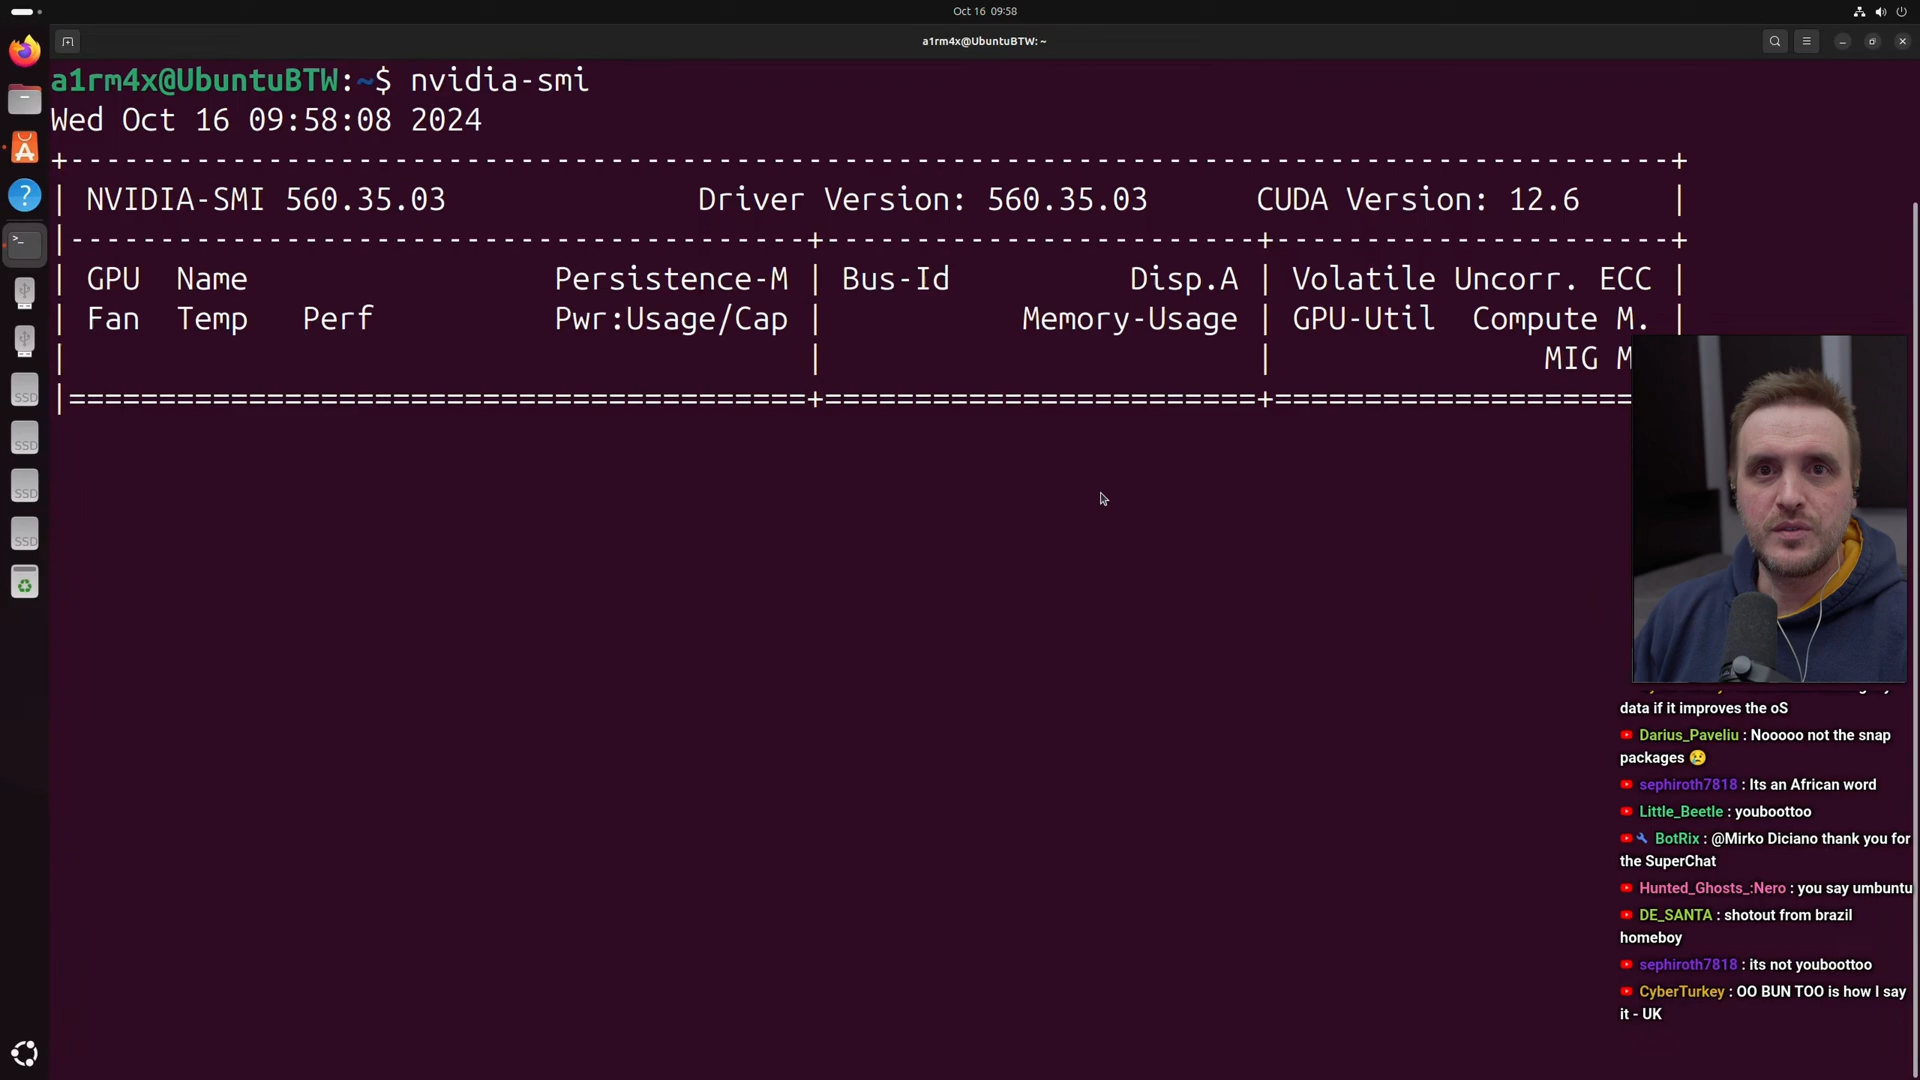 Oct 16 09:58
a1rm4x@UbuntuBTW: ~
a1rm4x@UbuntuBTW:~$ nvidia-smi
Wed Oct 16 09:58:08 2024
+-----------------------------------------------------------------------------------------+
| NVIDIA-SMI 560.35.03              Driver Version: 560.35.03      CUDA Version: 12.6     |
|-----------------------------------------+------------------------+----------------------+
| GPU  Name                 Persistence-M | Bus-Id          Disp.A | Volatile Uncorr. ECC |
| Fan  Temp   Perf          Pwr:Usage/Cap |           Memory-Usage | GPU-Util  Compute M. |
|                                         |                        |               MIG M
|=========================================+========================+====================
data if it improves the oS
Darius_Paveliu : Nooooo not the snap
packages 😢
sephiroth7818 : Its an African word
Little_Beetle : youboottoo
BotRix : @Mirko Diciano thank you for
the SuperChat
Hunted_Ghosts_:Nero : you say umbuntu
DE_SANTA : shotout from brazil
homeboy
sephiroth7818 : its not youboottoo
CyberTurkey : OO BUN TOO is how I say
it - UK
SSD
SSD
SSD
SSD